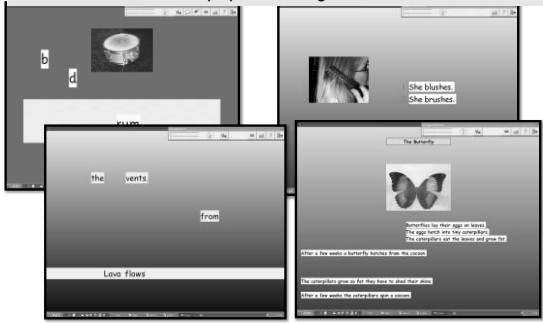 b
d
rum
She blushes.
She brushes.
the vents.
from
Lava flows
The Butterfly
Butterflies lay their eggs on leaves.
The eggs hatch into tiny caterpillars.
The caterpillars eat the leaves and grow fat.
After a few weeks a butterfly hatches from the cocoon.
The caterpillars grow so fat they have to shed their skins.
After a few weeks the caterpillars spin a cocoon.